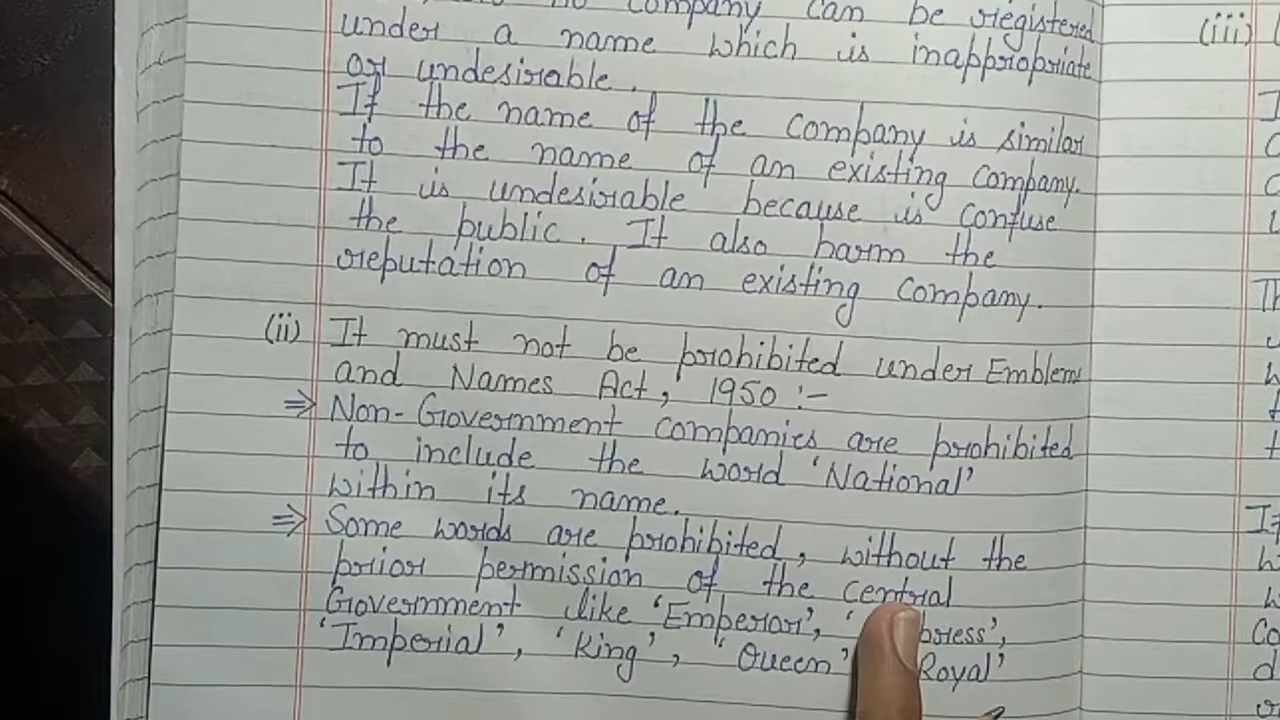 no company can be registered
under a name which is inappropriate
or undesirable.
If the name of the company is similar
to the name of an existing company.
It is undesirable because is confuse
the public. It also harm the
reputation of an existing company.
(ii) It must not be prohibited under Emblems
and Names Act, 1950 :-
⇒ Non-Government companies are prohibited
to include the world 'National'
within its name.
⇒ Some words are prohibited, without the
prior permission of the central
Government like 'Emperor',
'Imperial', 'King', 'Queen' Royal'
(iii)